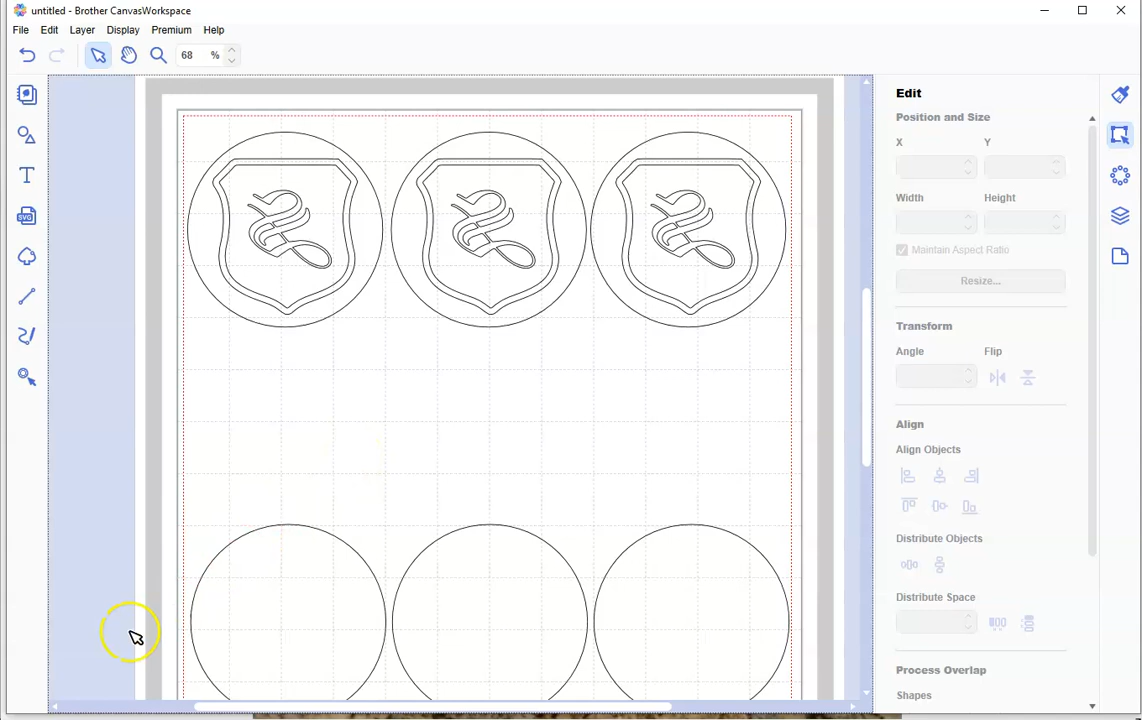 untitled - Brother CanvasWorkspace
File Edit Layer Display Premium Help
68 %
SVG
Edit
Position and Size
X Y
Width Height
Maintain Aspect Ratio
Resize...
Transform
Angle Flip
Align
Align Objects
Distribute Objects
Distribute Space
Process Overlap
Shapes